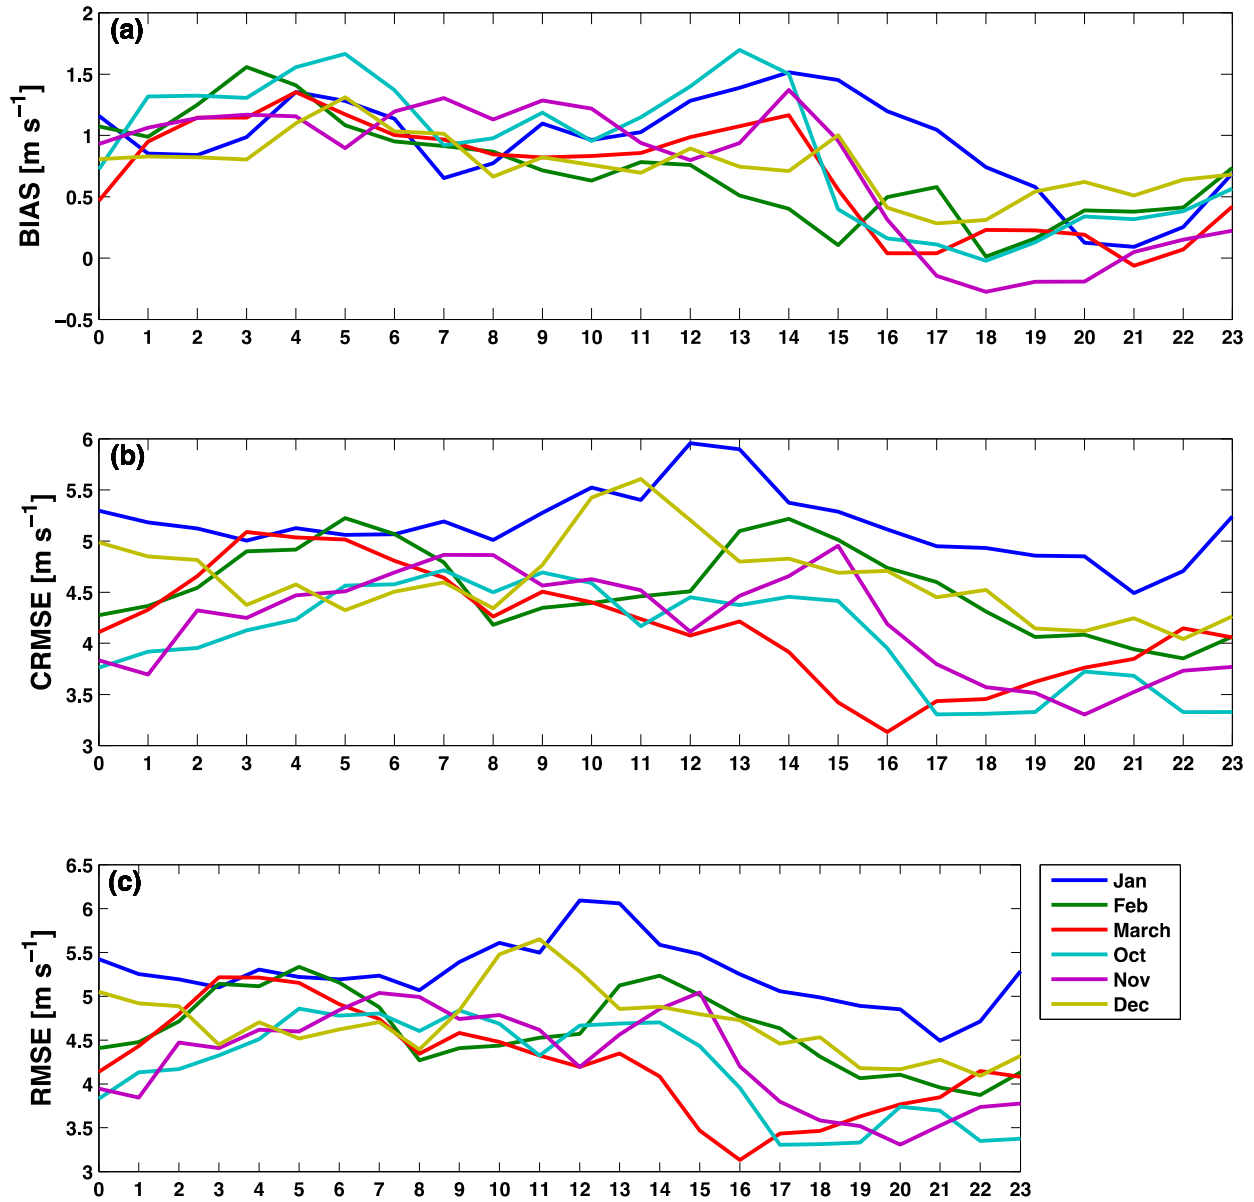 (a)
BIAS [m s⁻¹]
2
1.5
1
0.5
0
−0.5
0 1 2 3 4 5 6 7 8 9 10 11 12 13 14 15 16 17 18 19 20 21 22 23
(b)
CRMSE [m s⁻¹]
6
5.5
5
4.5
4
3.5
3
0 1 2 3 4 5 6 7 8 9 10 11 12 13 14 15 16 17 18 19 20 21 22 23
(c)
RMSE [m s⁻¹]
6.5
6
5.5
5
4.5
4
3.5
3
0 1 2 3 4 5 6 7 8 9 10 11 12 13 14 15 16 17 18 19 20 21 22 23
Jan
Feb
March
Oct
Nov
Dec